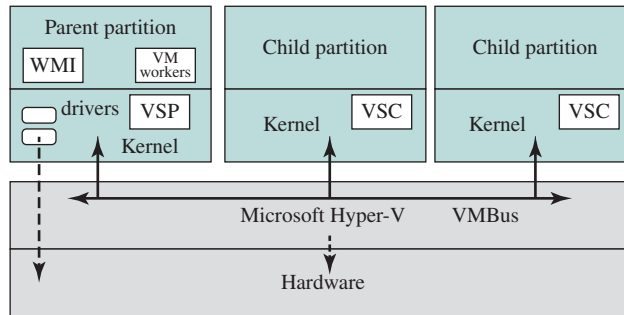 Parent partition
WMI
VM
workers
drivers
VSP
Kernel
Child partition
Kernel
VSC
Child partition
Kernel
VSC
Microsoft Hyper-V
VMBus
Hardware